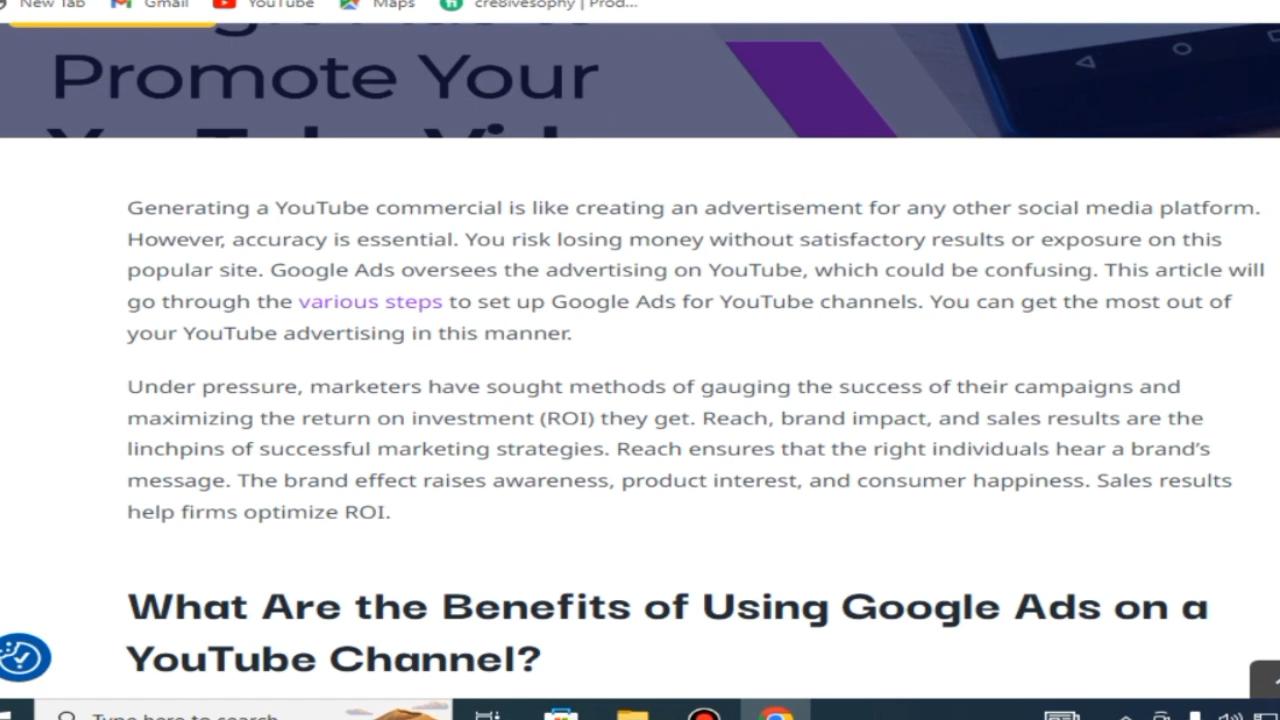 New Tab Gmail YouTube Maps cre8ivesophy | Prod...
Promote Your
YouTube
Generating a YouTube commercial is like creating an advertisement for any other social media platform.
However, accuracy is essential. You risk losing money without satisfactory results or exposure on this
popular site. Google Ads oversees the advertising on YouTube, which could be confusing. This article will
go through the various steps to set up Google Ads for YouTube channels. You can get the most out of
your YouTube advertising in this manner.
Under pressure, marketers have sought methods of gauging the success of their campaigns and
maximizing the return on investment (ROI) they get. Reach, brand impact, and sales results are the
linchpins of successful marketing strategies. Reach ensures that the right individuals hear a brand's
message. The brand effect raises awareness, product interest, and consumer happiness. Sales results
help firms optimize ROI.
What Are the Benefits of Using Google Ads on a
YouTube Channel?
Type here to search